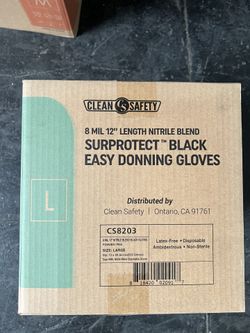 CLEAN SAFETY
8 MIL 12" LENGTH NITRILE BLEND
SURPROTECT™ BLACK
EASY DONNING GLOVES
L
Distributed by
Clean Safety | Ontario, CA 91761
CS8203
SIZE: LARGE
Latex-Free • Disposable
Ambidextrous • Non-Sterile